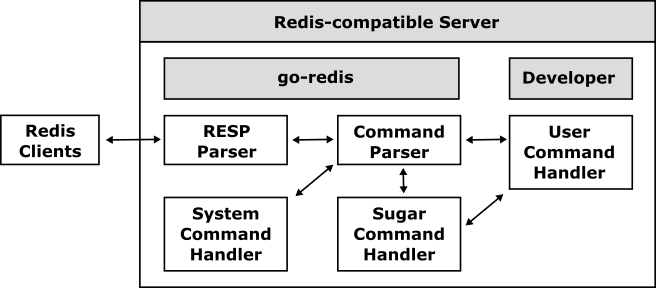 Redis-compatible Server
go-redis
Developer
Redis
Clients
RESP
Parser
Command
Parser
User
Command
Handler
System
Command
Handler
Sugar
Command
Handler